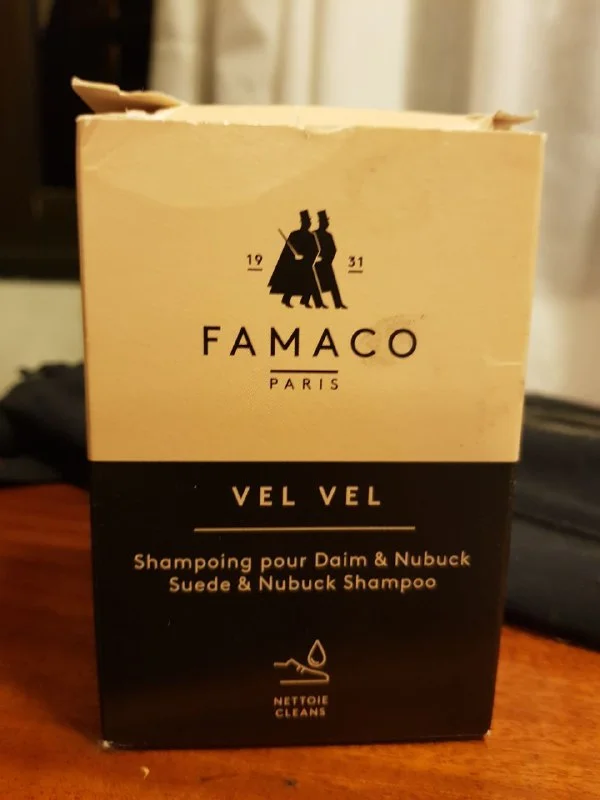 19 31
FAMACO
PARIS
VEL VEL
Shampoing pour Daim & Nubuck
Suede & Nubuck Shampoo
NETTOIE
CLEANS